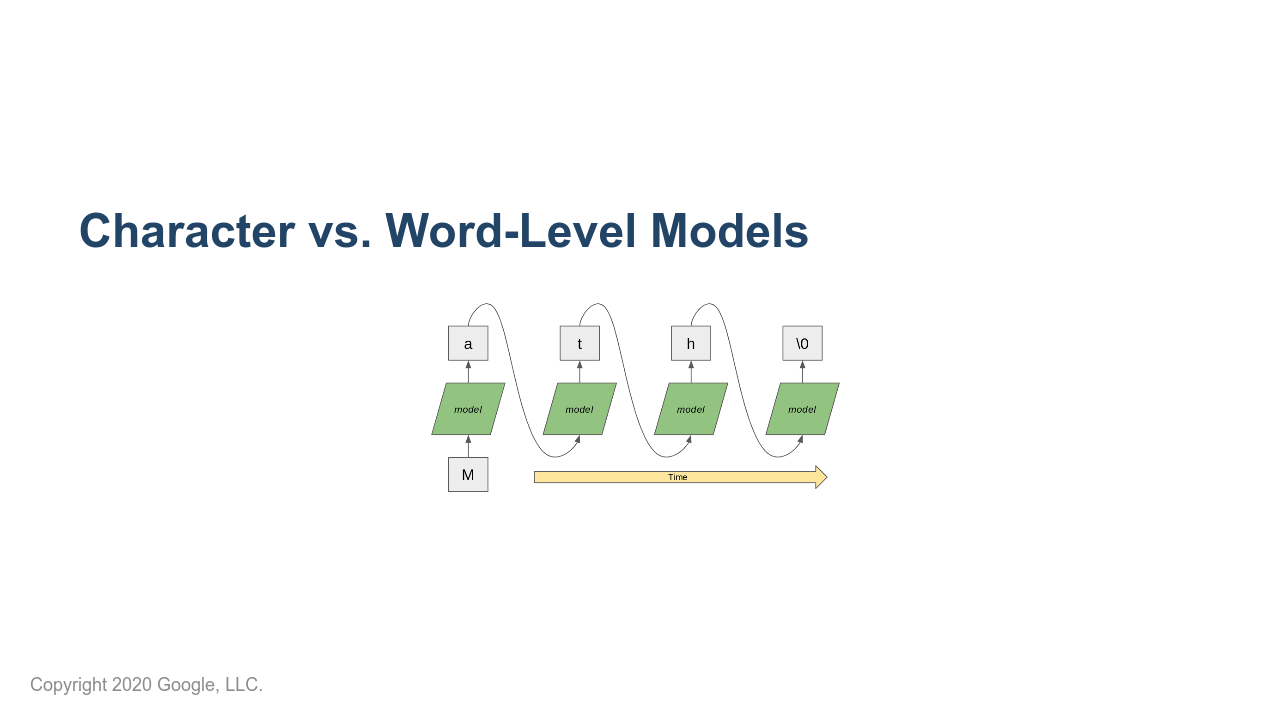 Character vs. Word-Level Models
a t h \0
model model model model
M
Time
Copyright 2020 Google, LLC.